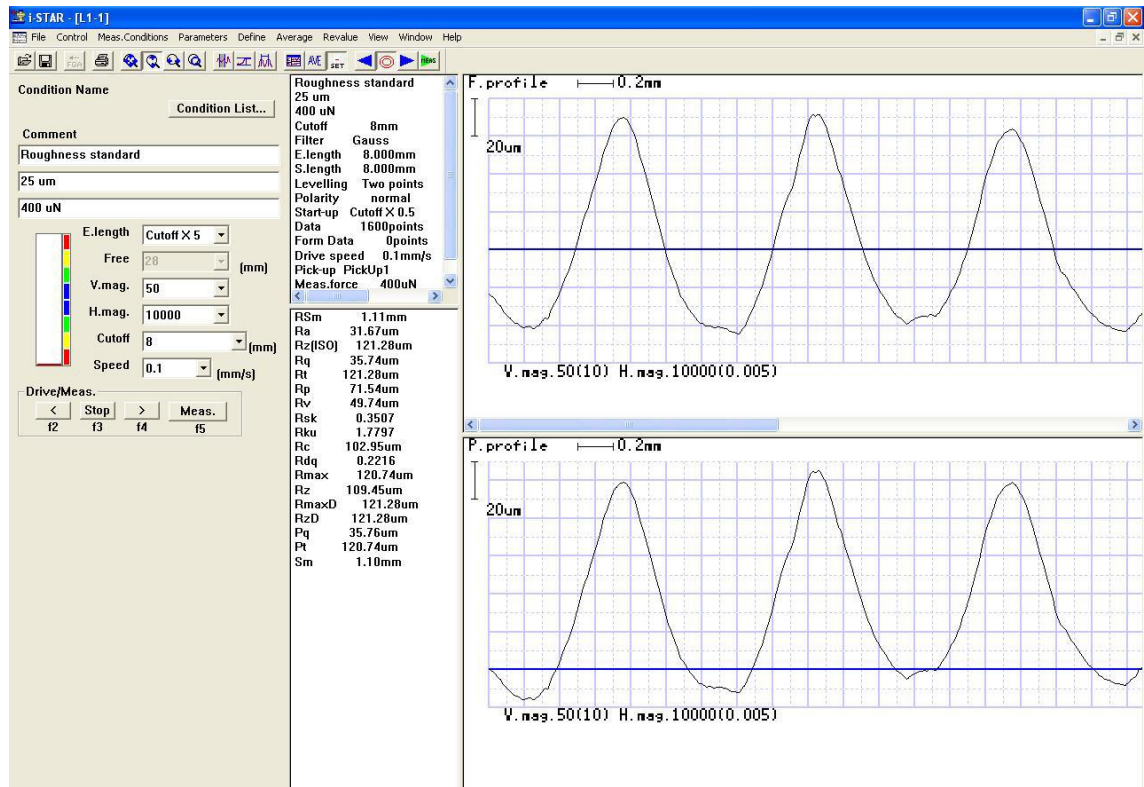 i-STAR - [L1-1]
File Control Meas.Conditions Parameters Define Average Revalue View Window Help
FGA AVE SET MEAS
Condition Name
Condition List...
Comment
Roughness standard
25 um
400 uN
E.length Cutoff X 5
Free 28 (mm)
V.mag. 50
H.mag. 10000
Cutoff 8 (mm)
Speed 0.1 (mm/s)
Drive/Meas.
< Stop > Meas.
f2 f3 f4 f5
Roughness standard
25 um
400 uN
Cutoff 8mm
Filter Gauss
E.length 8.000mm
S.length 8.000mm
Levelling Two points
Polarity normal
Start-up Cutoff X 0.5
Data 1600points
Form Data 0points
Drive speed 0.1mm/s
Pick-up PickUp1
Meas.force 400uN
RSm 1.11mm
Ra 31.67um
Rz(ISO) 121.28um
Rq 35.74um
Rt 121.28um
Rp 71.54um
Rv 49.74um
Rsk 0.3507
Rku 1.7797
Rc 102.95um
Rdq 0.2216
Rmax 120.74um
Rz 109.45um
RmaxD 121.28um
RzD 121.28um
Pq 35.76um
Pt 120.74um
Sm 1.10mm
F.profile 0.2mm
20um
V.mag.50(10) H.mag.10000(0.005)
P.profile 0.2mm
20um
V.mag.50(10) H.mag.10000(0.005)